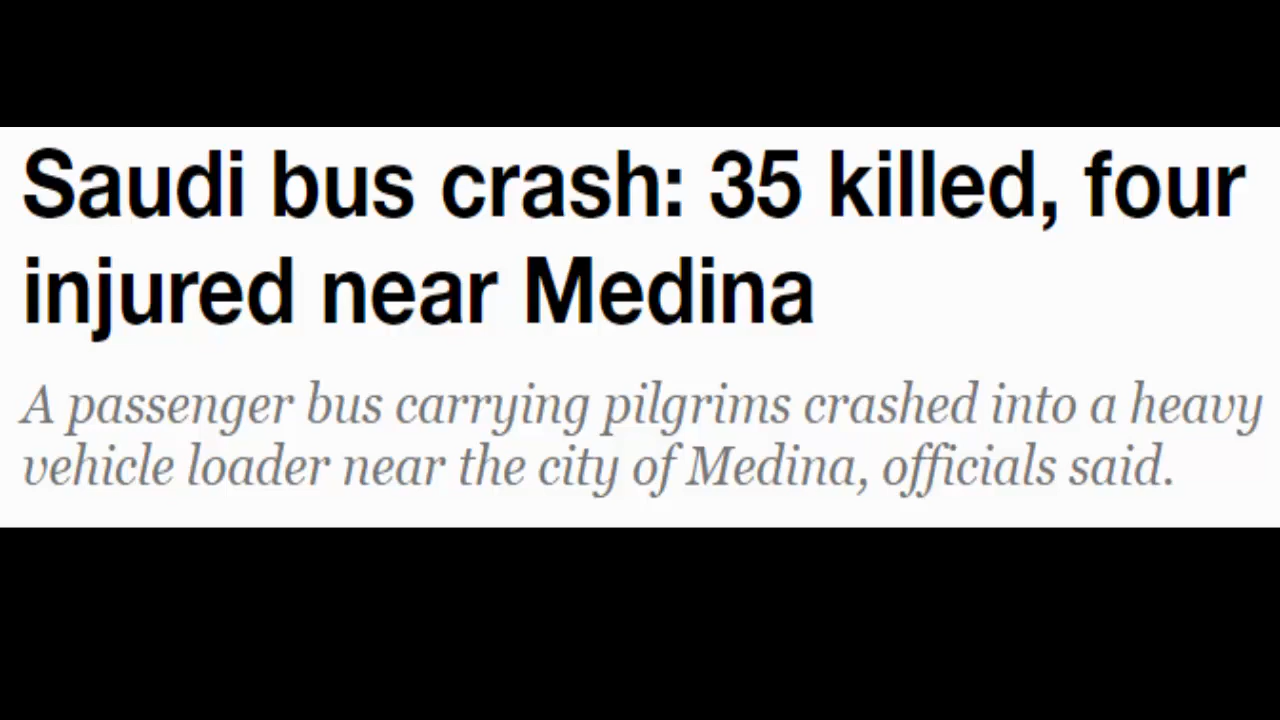 Saudi bus crash: 35 killed, four
injured near Medina
A passenger bus carrying pilgrims crashed into a heavy
vehicle loader near the city of Medina, officials said.